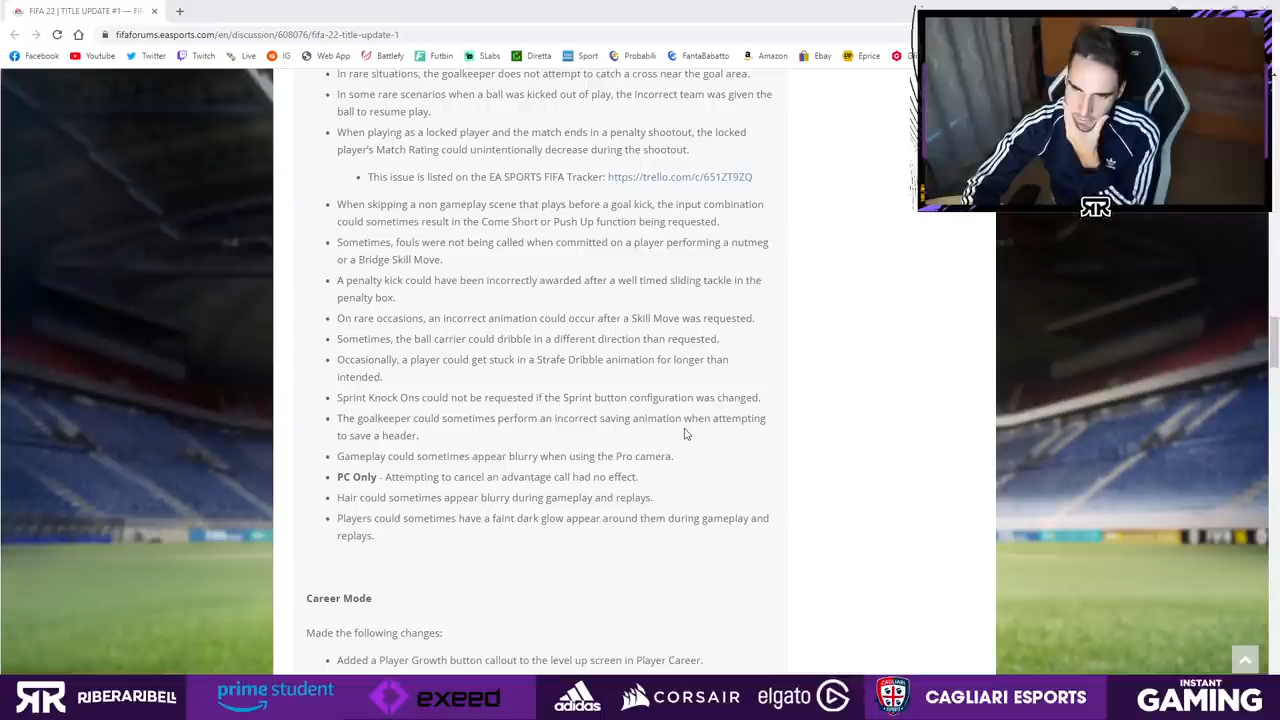 FIFA 22 | TITLE UPDATE #1 — FI
fifaforums.easports.com/en/discussion/608076/fifa-22-title-update-1
Facebook Youtube Twitter Twitch Live IG Web App Battlefy Futbin SLabs Diretta Sport Probabili FantaBabatto Amazon Ebay Eprice
In rare situations, the goalkeeper does not attempt to catch a cross near the goal area.
In some rare scenarios when a ball was kicked out of play, the incorrect team was given the
ball to resume play.
When playing as a locked player and the match ends in a penalty shootout, the locked
player's Match Rating could unintentionally decrease during the shootout.
This issue is listed on the EA SPORTS FIFA Tracker: https://trello.com/c/651ZT9ZQ
When skipping a non gameplay scene that plays before a goal kick, the input combination
could sometimes result in the Come Short or Push Up function being requested.
Sometimes, fouls were not being called when committed on a player performing a nutmeg
or a Bridge Skill Move.
A penalty kick could have been incorrectly awarded after a well timed sliding tackle in the
penalty box.
On rare occasions, an incorrect animation could occur after a Skill Move was requested.
Sometimes, the ball carrier could dribble in a different direction than requested.
Occasionally, a player could get stuck in a Strafe Dribble animation for longer than
intended.
Sprint Knock Ons could not be requested if the Sprint button configuration was changed.
The goalkeeper could sometimes perform an incorrect saving animation when attempting
to save a header.
Gameplay could sometimes appear blurry when using the Pro camera.
PC Only - Attempting to cancel an advantage call had no effect.
Hair could sometimes appear blurry during gameplay and replays.
Players could sometimes have a faint dark glow appear around them during gameplay and
replays.
Career Mode
Made the following changes:
Added a Player Growth button callout to the level up screen in Player Career.
RIBERARIBELL prime student exeed adidas CORSAIR elgato CAGLIARI ESPORTS INSTANT
GAMING